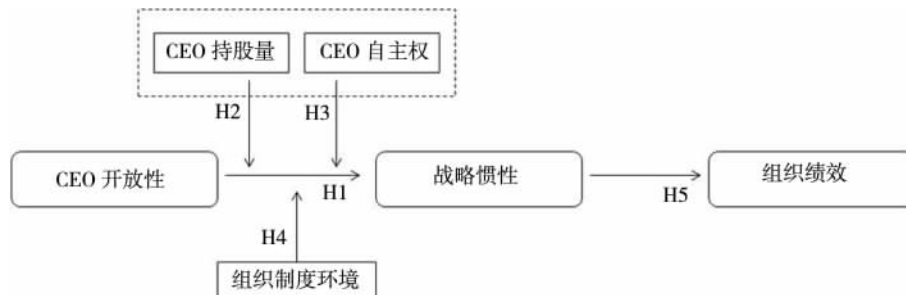 CEO 持股量
CEO 自主权
H2
H3
CEO 开放性
战略惯性
组织绩效
H1
H5
H4
组织制度环境